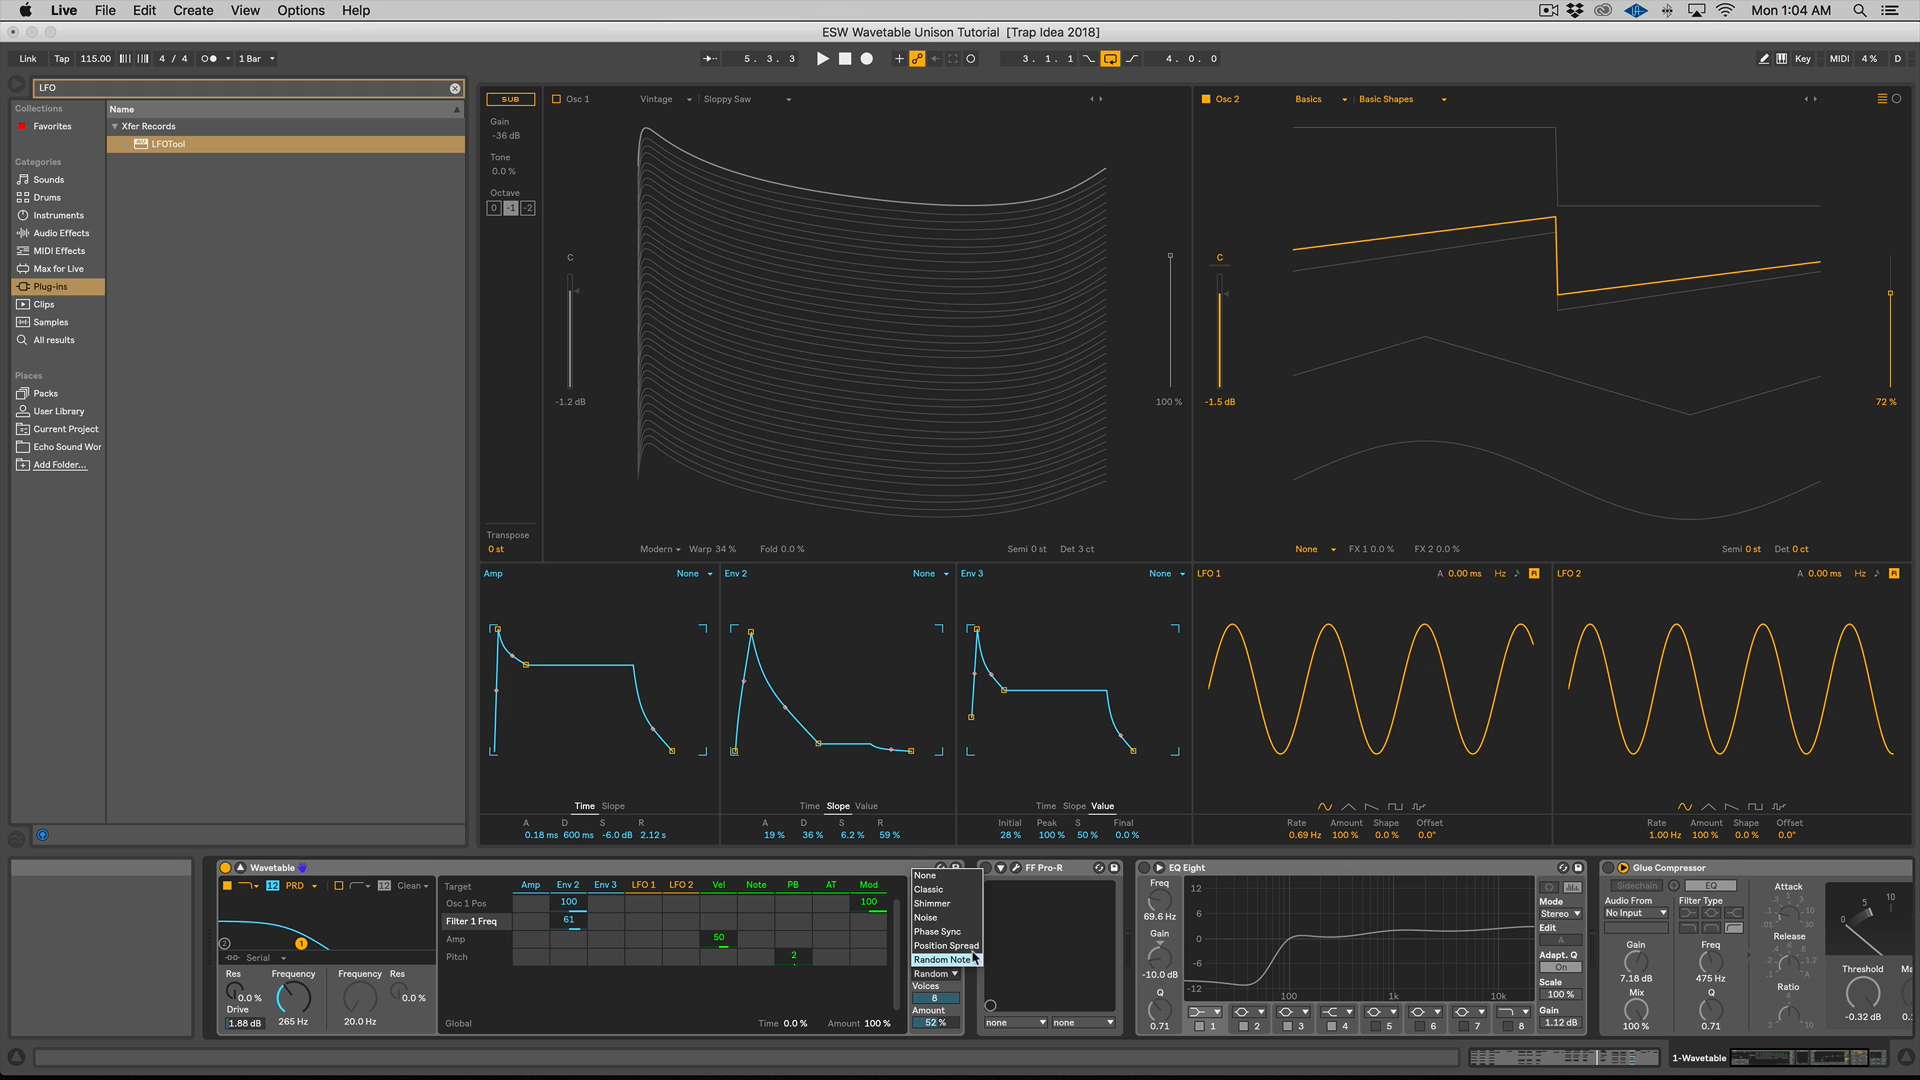 Live File Edit Create View Options Help Mon 1:04 AM
ESW Wavetable Unison Tutorial [Trap Idea 2018]
Link Tap 115.00 4 / 4 1 Bar 5. 3. 3 3. 1. 1 4. 0. 0 Key MIDI 4 % D
LFO
Collections
Favorites
Categories
Sounds
Drums
Instruments
Audio Effects
MIDI Effects
Max for Live
Plug-ins
Clips
Samples
All results
Places
Packs
User Library
Current Project
Echo Sound Wor
Add Folder...
Name
Xfer Records
LFOTool
SUB
Gain
-36 dB
Tone
0.0 %
Octave
0 -1 -2
Transpose
0 st
Osc 1 Vintage Sloppy Saw
C
-1.2 dB
100 %
Modern Warp 34 % Fold 0.0 % Semi 0 st Det 3 ct
Osc 2 Basics Basic Shapes
C
-1.5 dB
72 %
None FX 1 0.0 % FX 2 0.0 % Semi 0 st Det 0 ct
Amp None
Time Slope
A D S R
0.18 ms 600 ms -6.0 dB 2.12 s
Env 2 None
Time Slope Value
A D S R
19 % 36 % 6.2 % 59 %
Env 3 None
Time Slope Value
Initial Peak S Final
28 % 100 % 50 % 0.0 %
LFO 1 A 0.00 ms Hz R
Rate Amount Shape Offset
0.69 Hz 100 % 0.0 % 0.0°
LFO 2 A 0.00 ms Hz R
Rate Amount Shape Offset
1.00 Hz 100 % 0.0 % 0.0°
Wavetable
12 PRD 12 Clean
2 1
Serial
Res Frequency Frequency Res
0.0 % 0.0 %
Drive
1.88 dB 265 Hz 20.0 Hz
Target Amp Env 2 Env 3 LFO 1 LFO 2 Vel Note PB AT Mod
Osc 1 Pos 100 100
Filter 1 Freq 61
Amp 50
Pitch 2
Global Time 0.0 % Amount 100 %
None
Classic
Shimmer
Noise
Phase Sync
Position Spread
Random Note
Random
Voices
8
Amount
52 %
FF Pro-R
none none
EQ Eight
Freq
69.6 Hz
Gain
-10.0 dB
Q
0.71
12
6
0
-6
-12
100 1k 10k
1 2 3 4 5 6 7 8
Mode
Stereo
Edit
A
Adapt. Q
On
Scale
100 %
Gain
1.12 dB
Glue Compressor
Sidechain EQ
Audio From Filter Type
No Input
Gain Freq
7.18 dB 475 Hz
Mix Q
100 % 0.71
Attack
Release
Ratio
0 5 10
Threshold
-0.32 dB
1-Wavetable